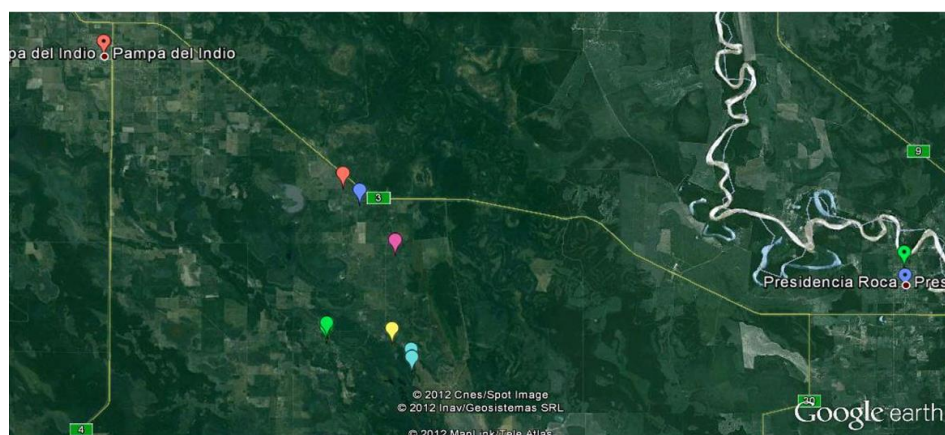 pa del Indio Pampa del Indio
9
3
Presidencia Roca Pres
© 2012 Cnes/Spot Image
© 2012 Inav/Geosistemas SRL
30
Google earth
4
© 2012 MapLink/Tele Atlas